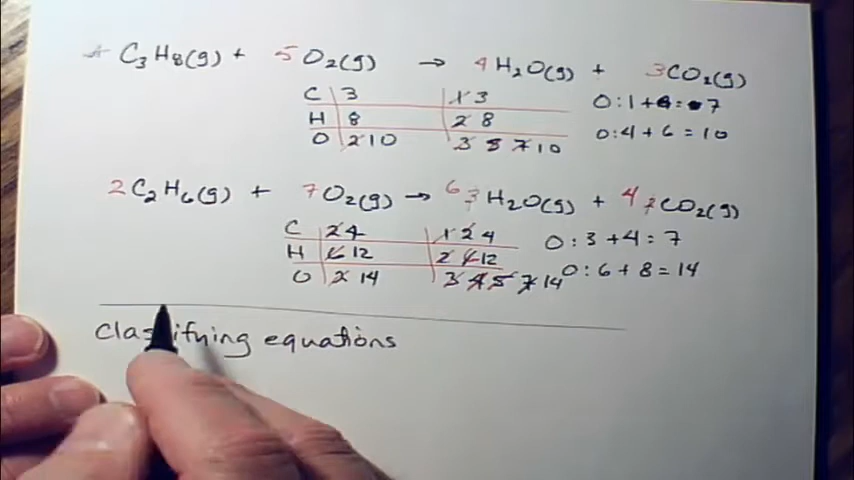 C₃H₈(g) + 5O₂(g) → 4H₂O(g) + 3CO₂(g)
C 3 1 3 O:1+6=7
H 8 2 8
O 2 10 3 8 7 10 O:4+6=10
2C₂H₆(g) + 7O₂(g) → 6 3H₂O(g) + 4 2CO₂(g)
C 2 4 1 2 4 O:3+4=7
H 6 12 2 6 12
O 2 14 3 4 5 7 14 O:6+8=14
classifying equations